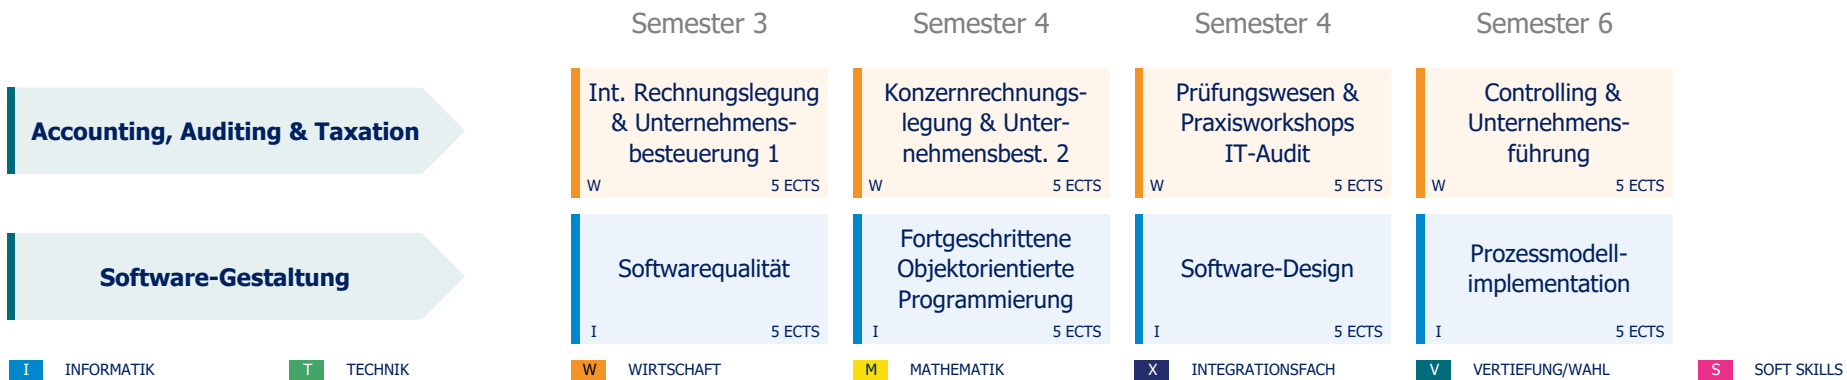 Semester 3
Semester 4
Semester 4
Semester 6
Accounting, Auditing & Taxation
Int. Rechnungslegung
& Unternehmens-
besteuerung 1
W 5 ECTS
Konzernrechnungs-
legung & Unter-
nehmensbest. 2
W 5 ECTS
Prüfungswesen &
Praxisworkshops
IT-Audit
W 5 ECTS
Controlling &
Unternehmens-
führung
W 5 ECTS
Software-Gestaltung
Softwarequalität
I 5 ECTS
Fortgeschrittene
Objektorientierte
Programmierung
I 5 ECTS
Software-Design
I 5 ECTS
Prozessmodell-
implementation
I 5 ECTS
I INFORMATIK
T TECHNIK
W WIRTSCHAFT
M MATHEMATIK
X INTEGRATIONSFACH
V VERTIEFUNG/WAHL
S SOFT SKILLS